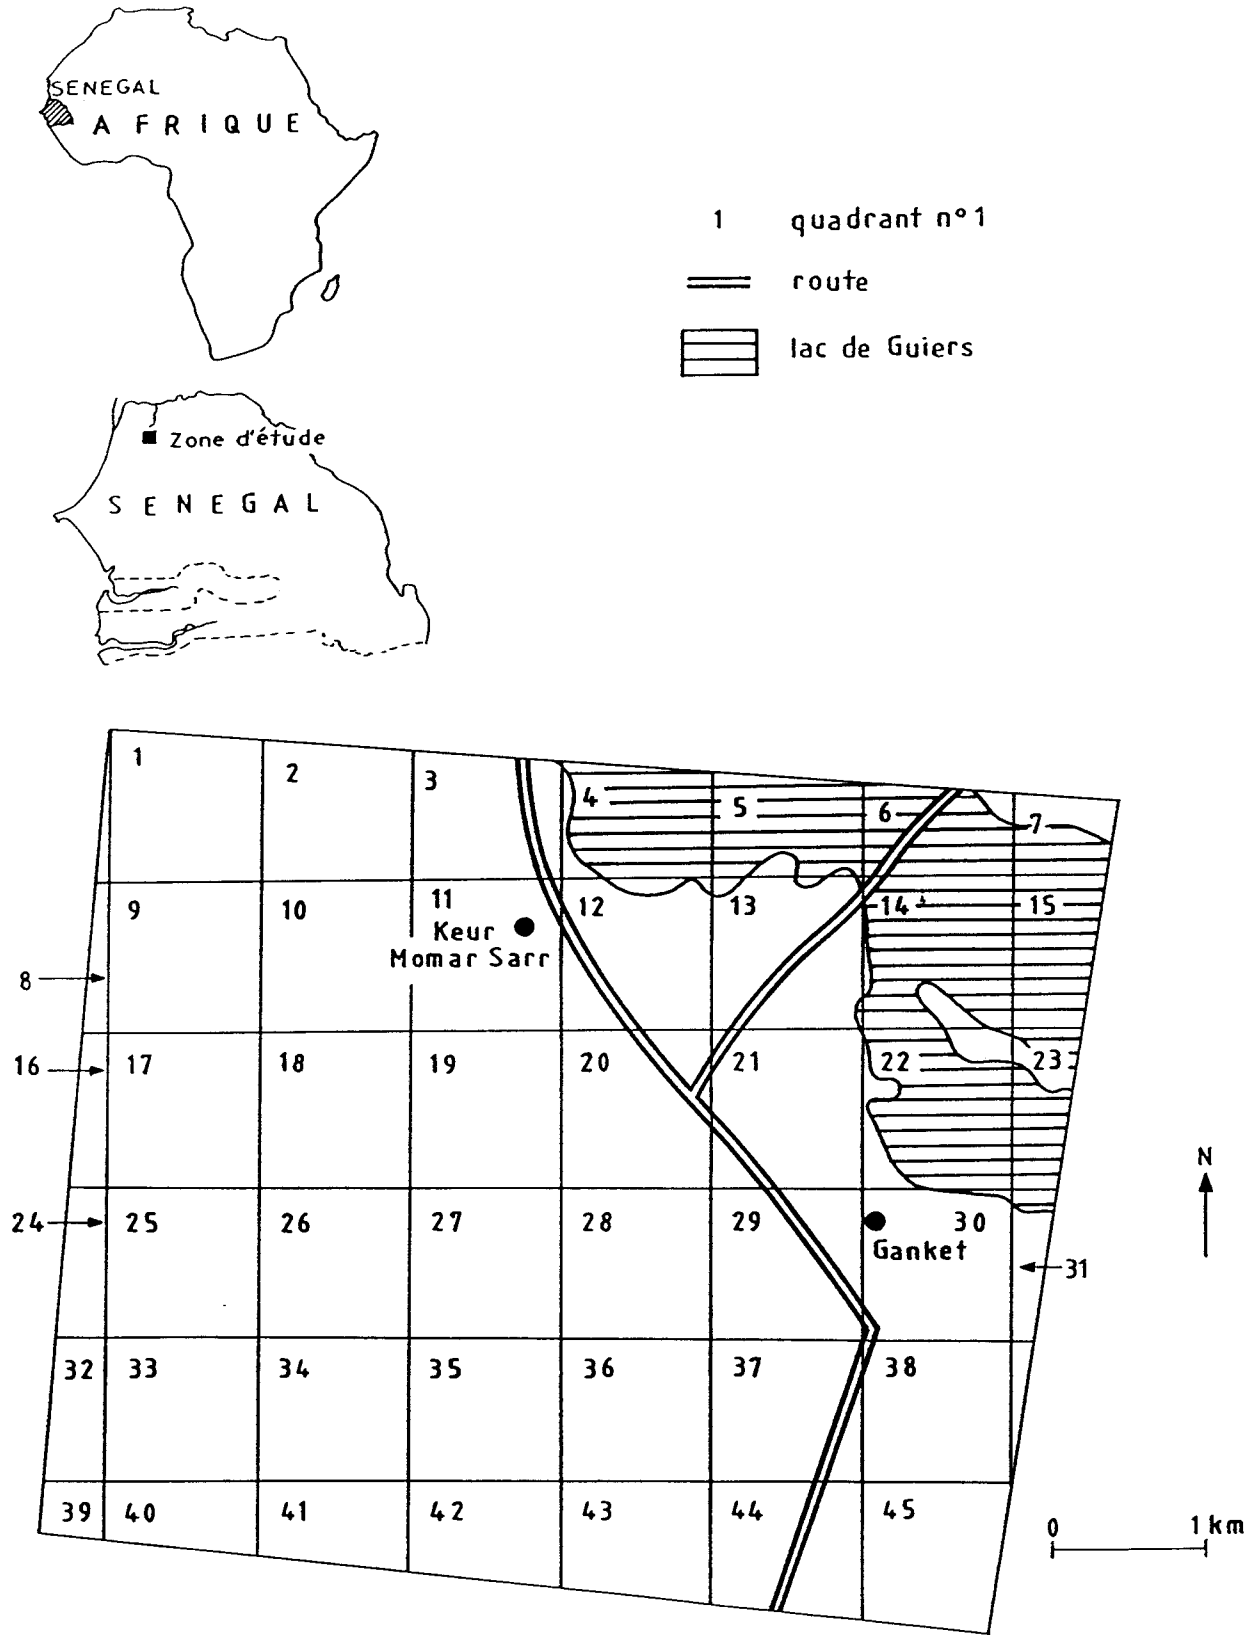 SENEGAL
AFRIQUE
1 quadrant n°1
route
lac de Guiers
Zone d'étude
SENEGAL
1 2 3 4 5 6 7
9 10 11 12 13 14 15
Keur
Momar Sarr
8
16 17 18 19 20 21 22 23
24 25 26 27 28 29 30
Ganket
31
N
32 33 34 35 36 37 38
39 40 41 42 43 44 45
0 1 km